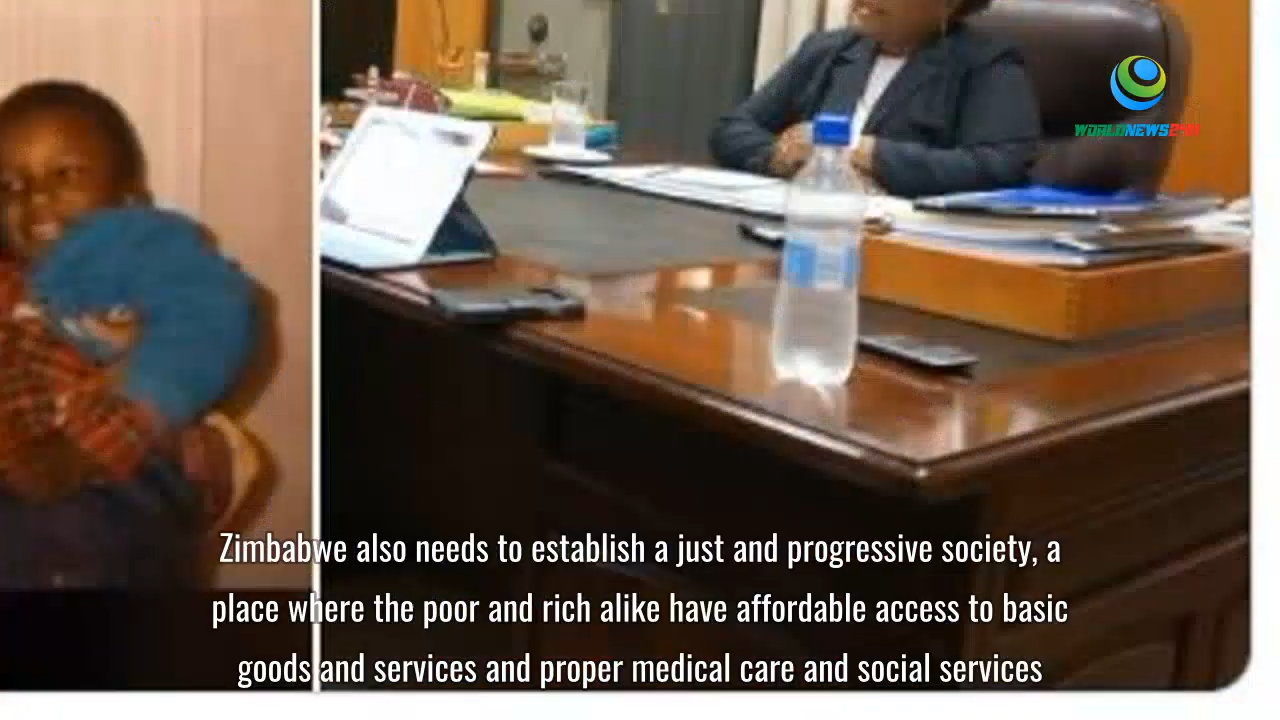 WORLDNEWS24H
Zimbabwe also needs to establish a just and progressive society, a
place where the poor and rich alike have affordable access to basic
goods and services and proper medical care and social services